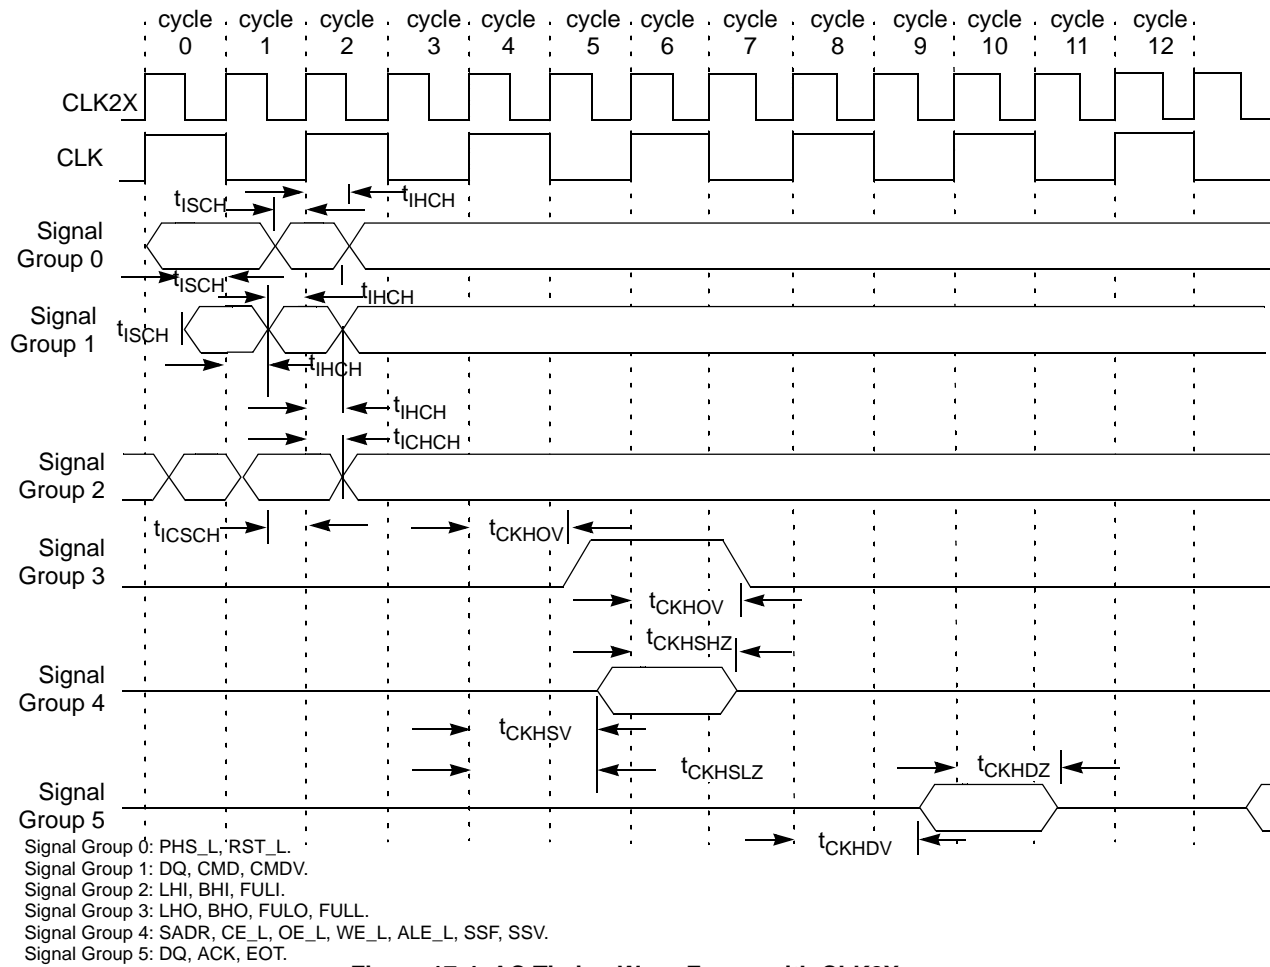 cycle cycle cycle cycle cycle cycle cycle cycle cycle cycle cycle cycle cycle
0 1 2 3 4 5 6 7 8 9 10 11 12
CLK2X
CLK
tISCH
tIHCH
Signal
Group 0
tISCH
tIHCH
Signal
Group 1
tISCH
tIHCH
tIHCH
tICHCH
Signal
Group 2
tICSCH
tCKHOV
Signal
Group 3
tCKHOV
tCKHSHZ
Signal
Group 4
tCKHSV
tCKHSLZ
tCKHDZ
Signal
Group 5
tCKHDV
Signal Group 0: PHS_L, RST_L.
Signal Group 1: DQ, CMD, CMDV.
Signal Group 2: LHI, BHI, FULI.
Signal Group 3: LHO, BHO, FULO, FULL.
Signal Group 4: SADR, CE_L, OE_L, WE_L, ALE_L, SSF, SSV.
Signal Group 5: DQ, ACK, EOT.